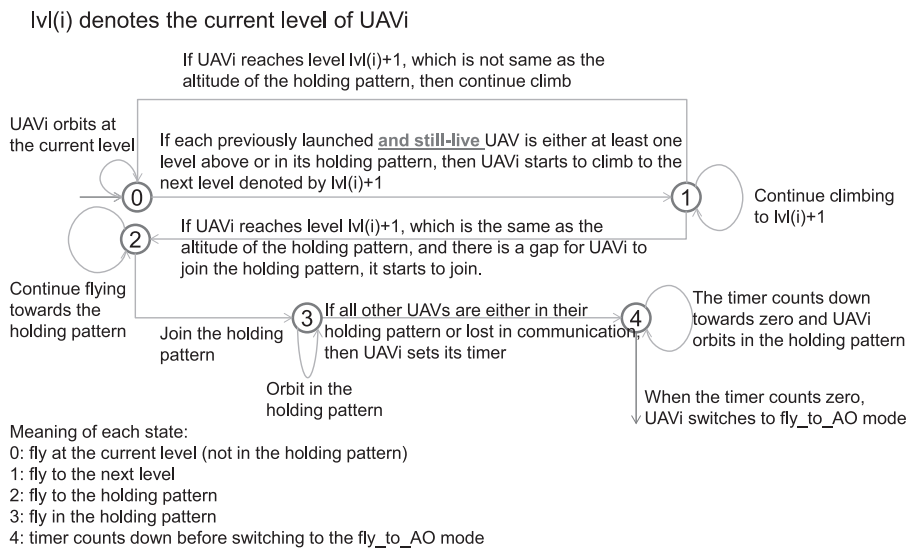 lvl(i) denotes the current level of UAVi
If UAVi reaches level lvl(i)+1, which is not same as the
altitude of the holding pattern, then continue climb
UAVi orbits at
the current level
If each previously launched and still-live UAV is either at least one
level above or in its holding pattern, then UAVi starts to climb to the
next level denoted by lvl(i)+1
0
1
Continue climbing
to lvl(i)+1
2
If UAVi reaches level lvl(i)+1, which is the same as the
altitude of the holding pattern, and there is a gap for UAVi to
join the holding pattern, it starts to join.
Continue flying
towards the
holding pattern
Join the holding
pattern
3
If all other UAVs are either in their
holding pattern or lost in communication,
then UAVi sets its timer
4
The timer counts down
towards zero and UAVi
orbits in the holding pattern
Orbit in the
holding pattern
When the timer counts zero,
UAVi switches to fly_to_AO mode
Meaning of each state:
0: fly at the current level (not in the holding pattern)
1: fly to the next level
2: fly to the holding pattern
3: fly in the holding pattern
4: timer counts down before switching to the fly_to_AO mode